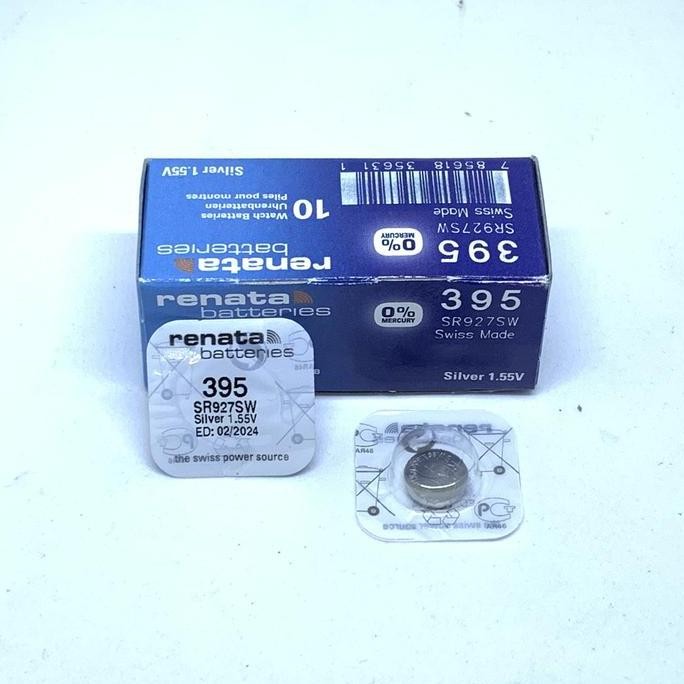 Silver 1.55V
10
Watch Batteries
Uhrenbatterien
Piles pour montres
7 85618 35631 1
Swiss Made
SR927SW
395
0%
MERCURY
renata
batteries
renata
batteries
0%
MERCURY
395
SR927SW
Swiss Made
Silver 1.55V
renata
batteries
395
SR927SW
Silver 1.55V
ED: 02/2024
the swiss power source